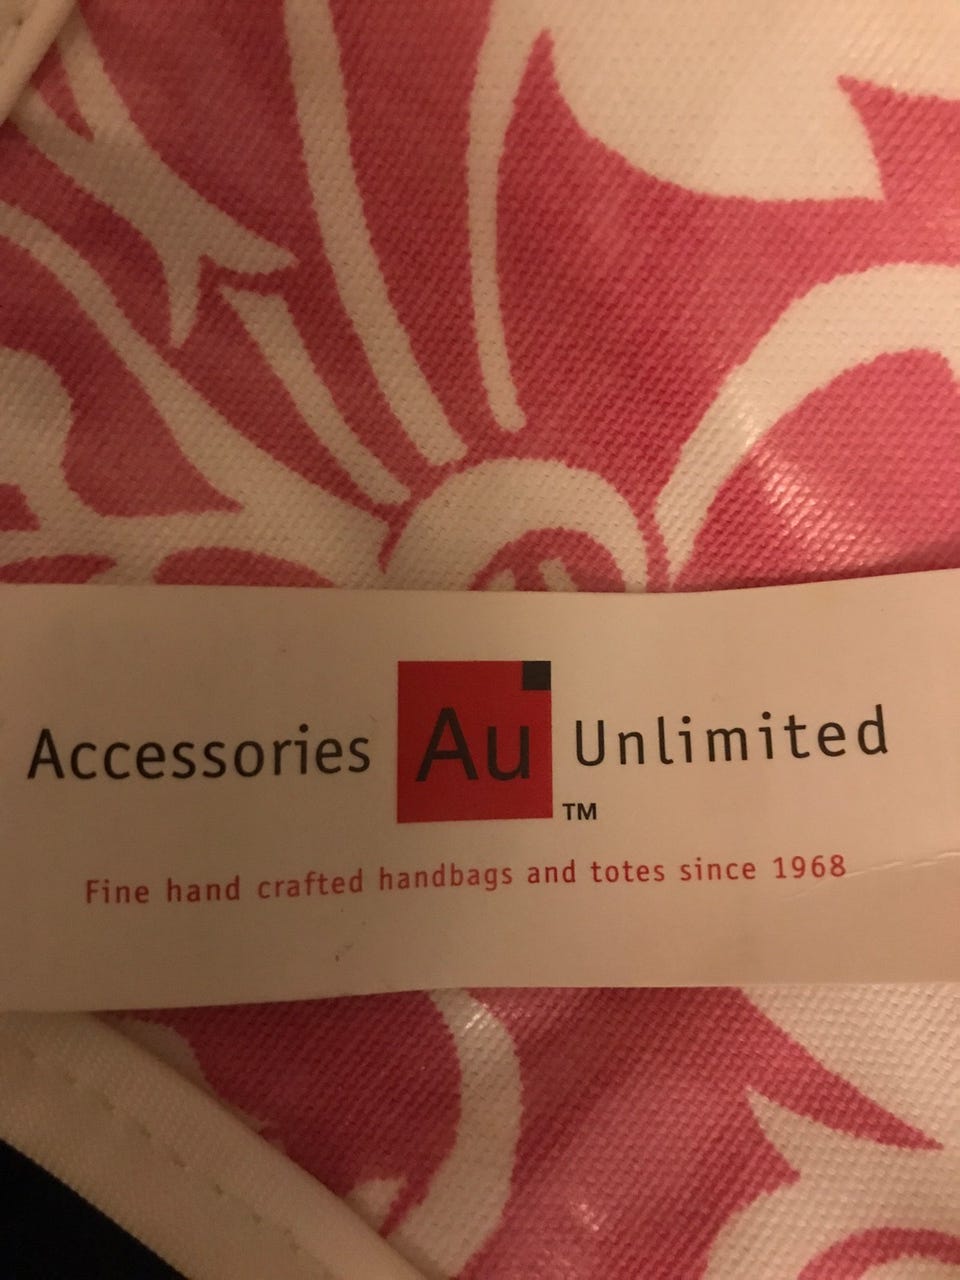 Accessories Au Unlimited
TM
Fine hand crafted handbags and totes since 1968